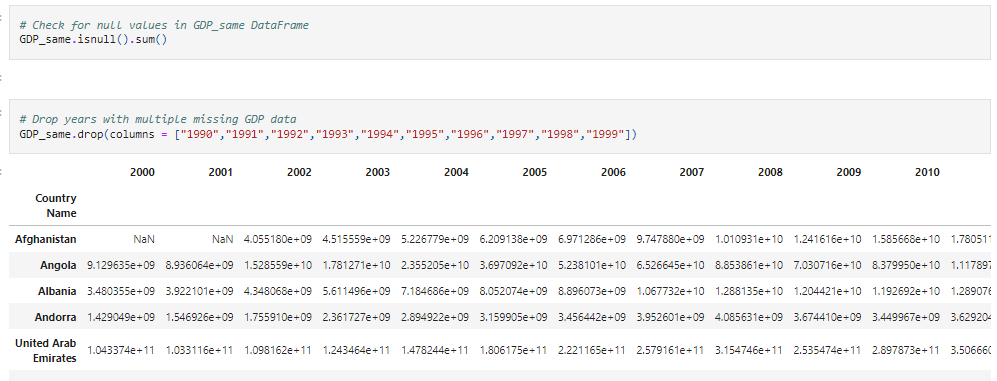 # Check for null values in GDP_same DataFrame
GDP_same.isnull().sum()
# Drop years with multiple missing GDP data
GDP_same.drop(columns = ["1990","1991","1992","1993","1994","1995","1996","1997","1998","1999"])
2000 2001 2002 2003 2004 2005 2006 2007 2008 2009 2010
Country
Name
Afghanistan NaN NaN 4.055180e+09 4.515559e+09 5.226779e+09 6.209138e+09 6.971286e+09 9.747880e+09 1.010931e+10 1.241616e+10 1.585668e+10 1.780511
Angola 9.129635e+09 8.936064e+09 1.528559e+10 1.781271e+10 2.355205e+10 3.697092e+10 5.238101e+10 6.526645e+10 8.853861e+10 7.030716e+10 8.379950e+10 1.117897
Albania 3.480355e+09 3.922101e+09 4.348068e+09 5.611496e+09 7.184686e+09 8.052074e+09 8.896073e+09 1.067732e+10 1.288135e+10 1.204421e+10 1.192692e+10 1.289076
Andorra 1.429049e+09 1.546926e+09 1.755910e+09 2.361727e+09 2.894922e+09 3.159905e+09 3.456442e+09 3.952601e+09 4.085631e+09 3.674410e+09 3.449967e+09 3.629204
United Arab
Emirates 1.043374e+11 1.033116e+11 1.098162e+11 1.243464e+11 1.478244e+11 1.806175e+11 2.221165e+11 2.579161e+11 3.154746e+11 2.535474e+11 2.897873e+11 3.506660